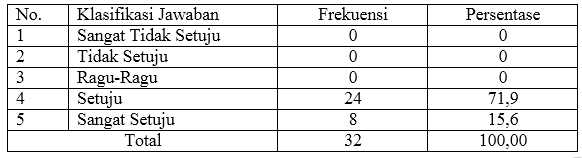 No. Klasifikasi Jawaban Frekuensi Persentase
1 Sangat Tidak Setuju 0 0
2 Tidak Setuju 0 0
3 Ragu-Ragu 0 0
4 Setuju 24 71,9
5 Sangat Setuju 8 15,6
Total 32 100,00